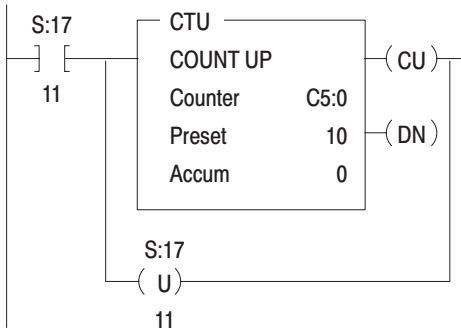 S:17
11
CTU
COUNT UP
Counter C5:0
Preset 10
Accum 0
CU
DN
S:17
U
11